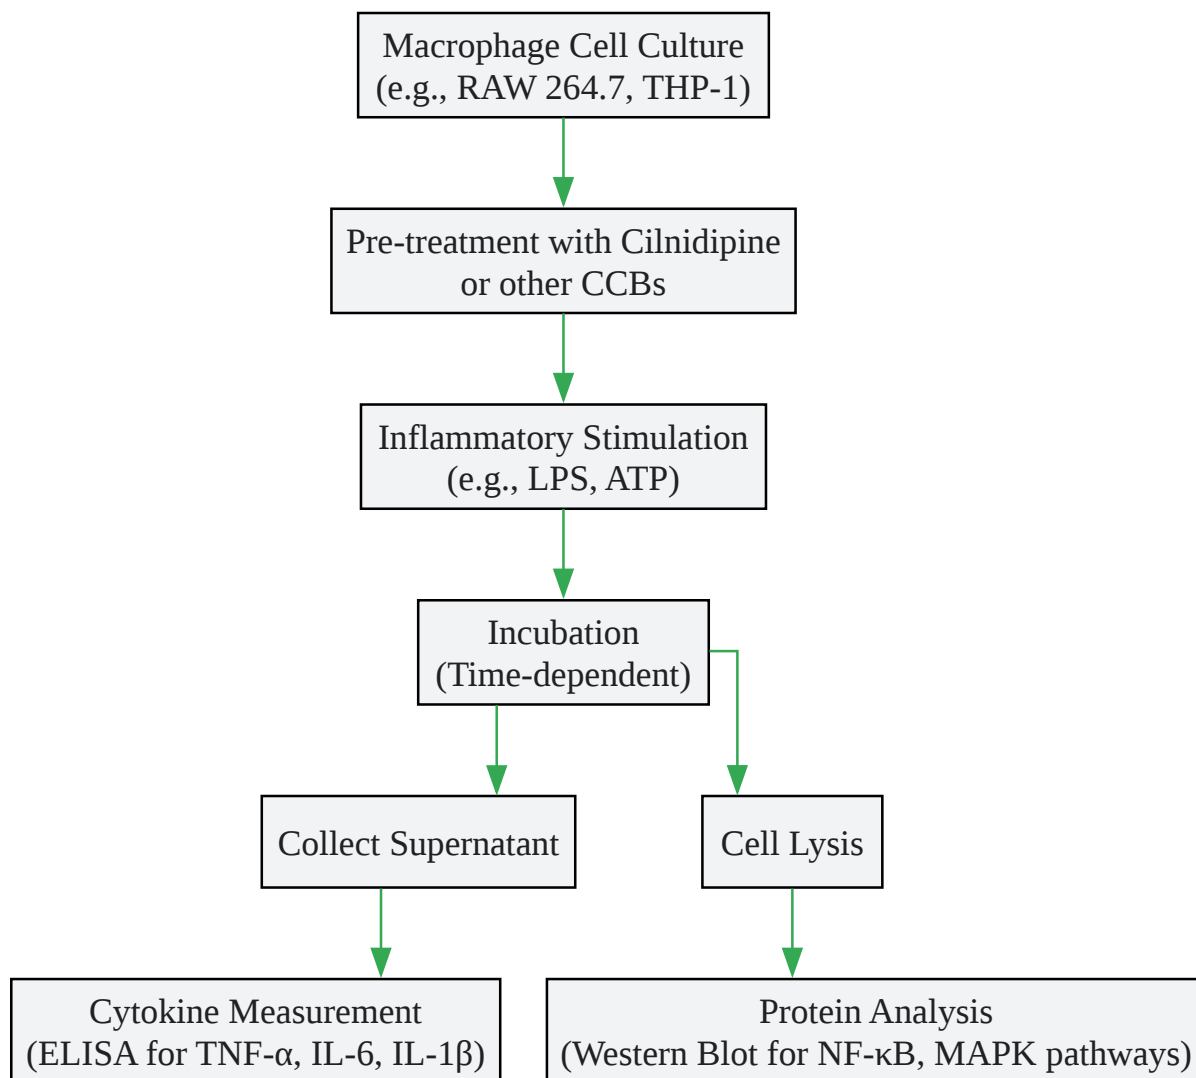 Macrophage Cell Culture
(e.g., RAW 264.7, THP-1)
Pre-treatment with Cilnidipine
or other CCBs
Inflammatory Stimulation
(e.g., LPS, ATP)
Incubation
(Time-dependent)
Collect Supernatant
Cell Lysis
Cytokine Measurement
(ELISA for TNF-α, IL-6, IL-1β)
Protein Analysis
(Western Blot for NF-κB, MAPK pathways)